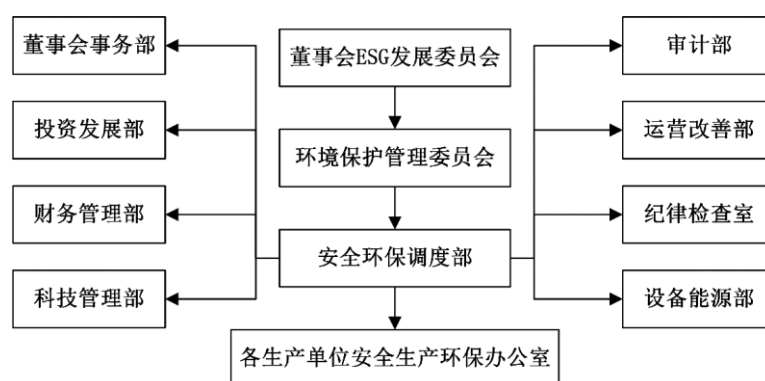 董事会事务部
董事会ESG发展委员会
审计部
投资发展部
环境保护管理委员会
运营改善部
财务管理部
安全环保调度部
纪律检查室
科技管理部
设备能源部
各生产单位安全生产环保办公室